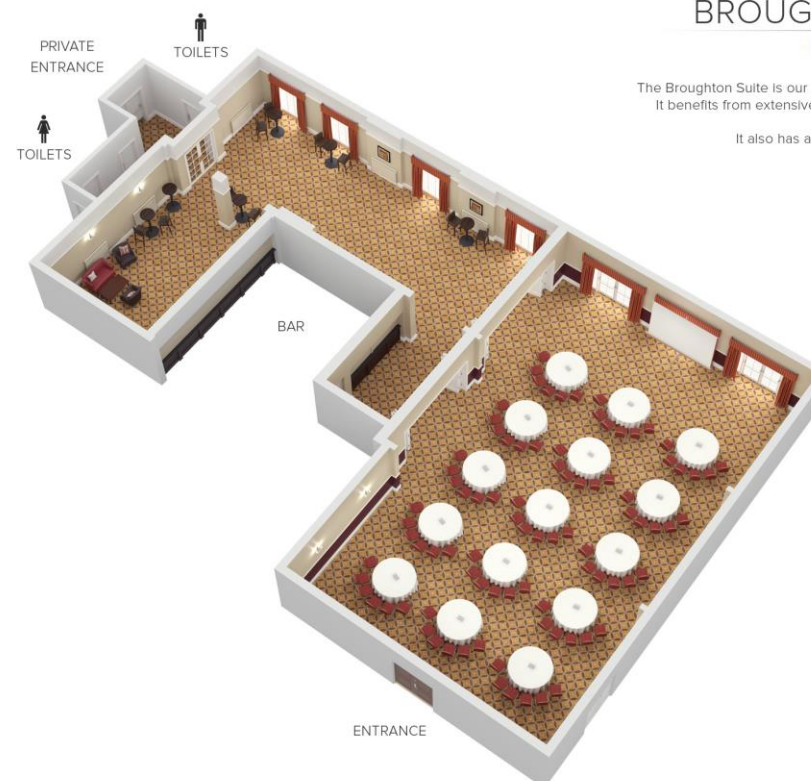 BROUG
The Broughton Suite is our
It benefits from extensive
It also has a
PRIVATE
ENTRANCE
TOILETS
TOILETS
BAR
ENTRANCE